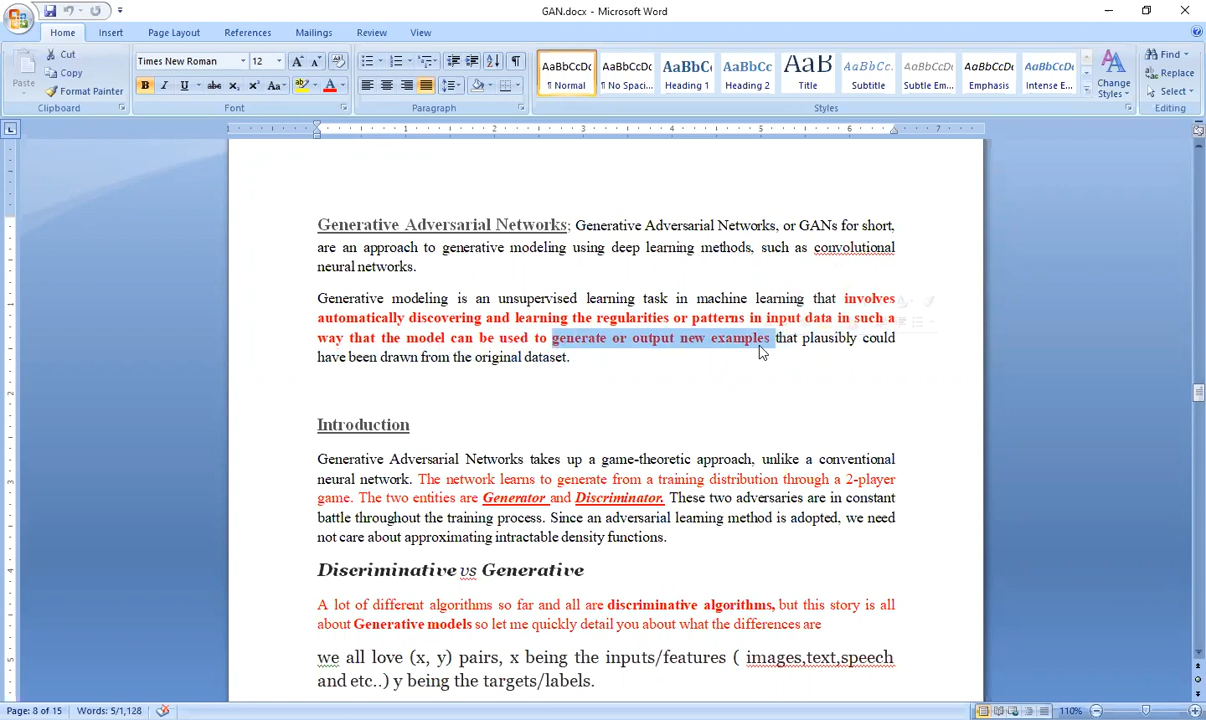 GAN.docx - Microsoft Word
Home Insert Page Layout References Mailings Review View
Cut
Copy
Format Painter
Paste
Times New Roman 12
AaBbCcDc AaBbCcDc AaBbCc AaBbCc AaB AaBbCc. AaBbCcDc AaBbCcDc AaBbCcDc
¶ Normal ¶ No Spaci... Heading 1 Heading 2 Title Subtitle Subtle Em... Emphasis Intense E...
Change Styles
Find
Replace
Select
Clipboard Font Paragraph Styles Editing
1 1 2 3 4 5 6 7
Generative Adversarial Networks: Generative Adversarial Networks, or GANs for short,
are an approach to generative modeling using deep learning methods, such as convolutional
neural networks.
Generative modeling is an unsupervised learning task in machine learning that involves
automatically discovering and learning the regularities or patterns in input data in such a
way that the model can be used to generate or output new examples that plausibly could
have been drawn from the original dataset.
Introduction
Generative Adversarial Networks takes up a game-theoretic approach, unlike a conventional
neural network. The network learns to generate from a training distribution through a 2-player
game. The two entities are Generator and Discriminator. These two adversaries are in constant
battle throughout the training process. Since an adversarial learning method is adopted, we need
not care about approximating intractable density functions.
Discriminative vs Generative
A lot of different algorithms so far and all are discriminative algorithms, but this story is all
about Generative models so let me quickly detail you about what the differences are
we all love (x, y) pairs, x being the inputs/features ( images,text,speech
and etc..) y being the targets/labels.
Page: 8 of 15 Words: 5/1,128 110%